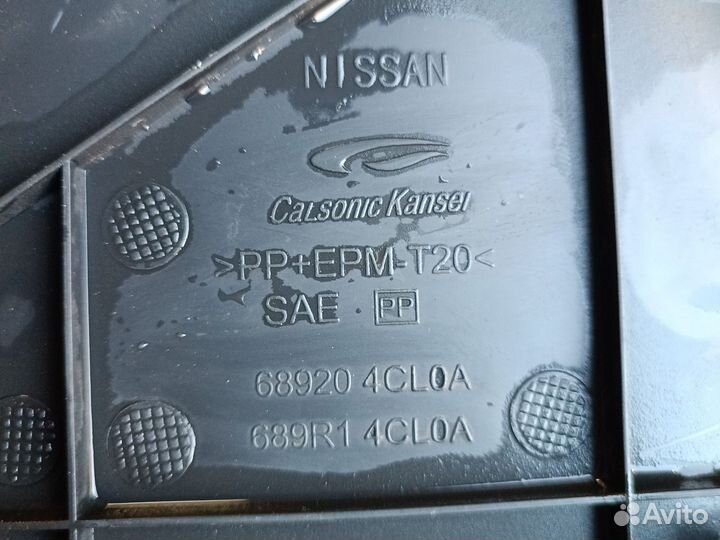 NISSAN
CALSONIC KANSEI
>PP+EPM-T20<
SAE PP
68920 4CL0A
689R1 4CL0A
Avito